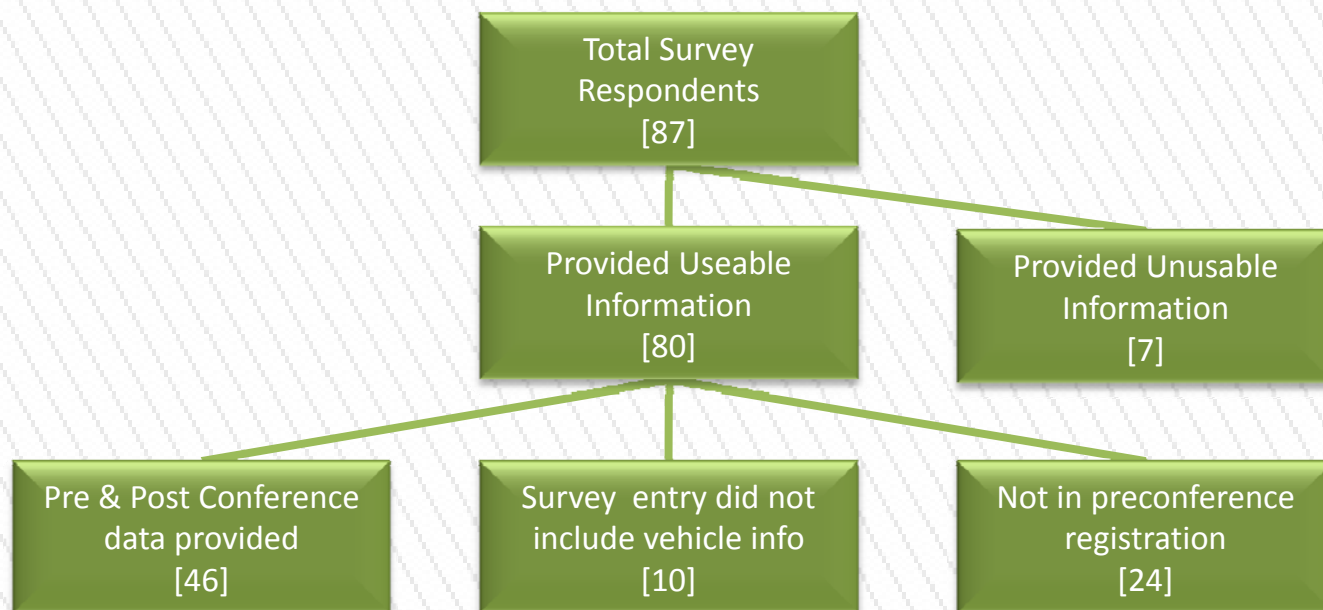 Total Survey
Respondents
[87]
Provided Useable
Information
[80]
Provided Unusable
Information
[7]
Pre & Post Conference
data provided
[46]
Survey  entry did not
include vehicle info
[10]
Not in preconference
registration
[24]